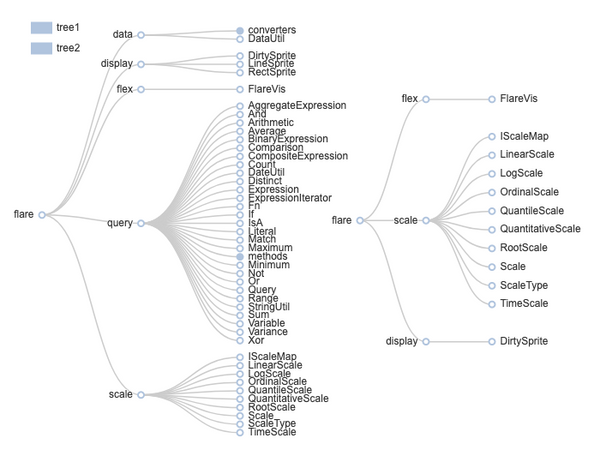 tree1
tree2
flare
data
converters
DataUtil
display
DirtySprite
LineSprite
RectSprite
flex
FlareVis
query
AggregateExpression
And
Arithmetic
Average
BinaryExpression
Comparison
CompositeExpression
Count
DateUtil
Distinct
Expression
ExpressionIterator
Fn
If
IsA
Literal
Match
Maximum
methods
Minimum
Not
Or
Query
Range
StringUtil
Sum
Variable
Variance
Xor
scale
IScaleMap
LinearScale
LogScale
OrdinalScale
QuantileScale
QuantitativeScale
RootScale
Scale
ScaleType
TimeScale
flare
flex
FlareVis
scale
IScaleMap
LinearScale
LogScale
OrdinalScale
QuantileScale
QuantitativeScale
RootScale
Scale
ScaleType
TimeScale
display
DirtySprite